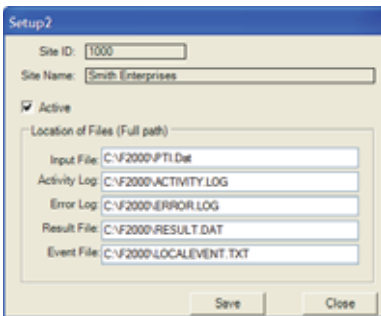 Setup2
Site ID: 1000
Site Name: Smith Enterprises
Active
Location of Files (Full path)
Input File: C:\F2000\PTI.Dat
Activity Log: C:\F2000\ACTIVITY.LOG
Error Log: C:\F2000\ERROR.LOG
Result File: C:\F2000\RESULT.DAT
Event File: C:\F2000\LOCALEVENT.TXT
Save Close